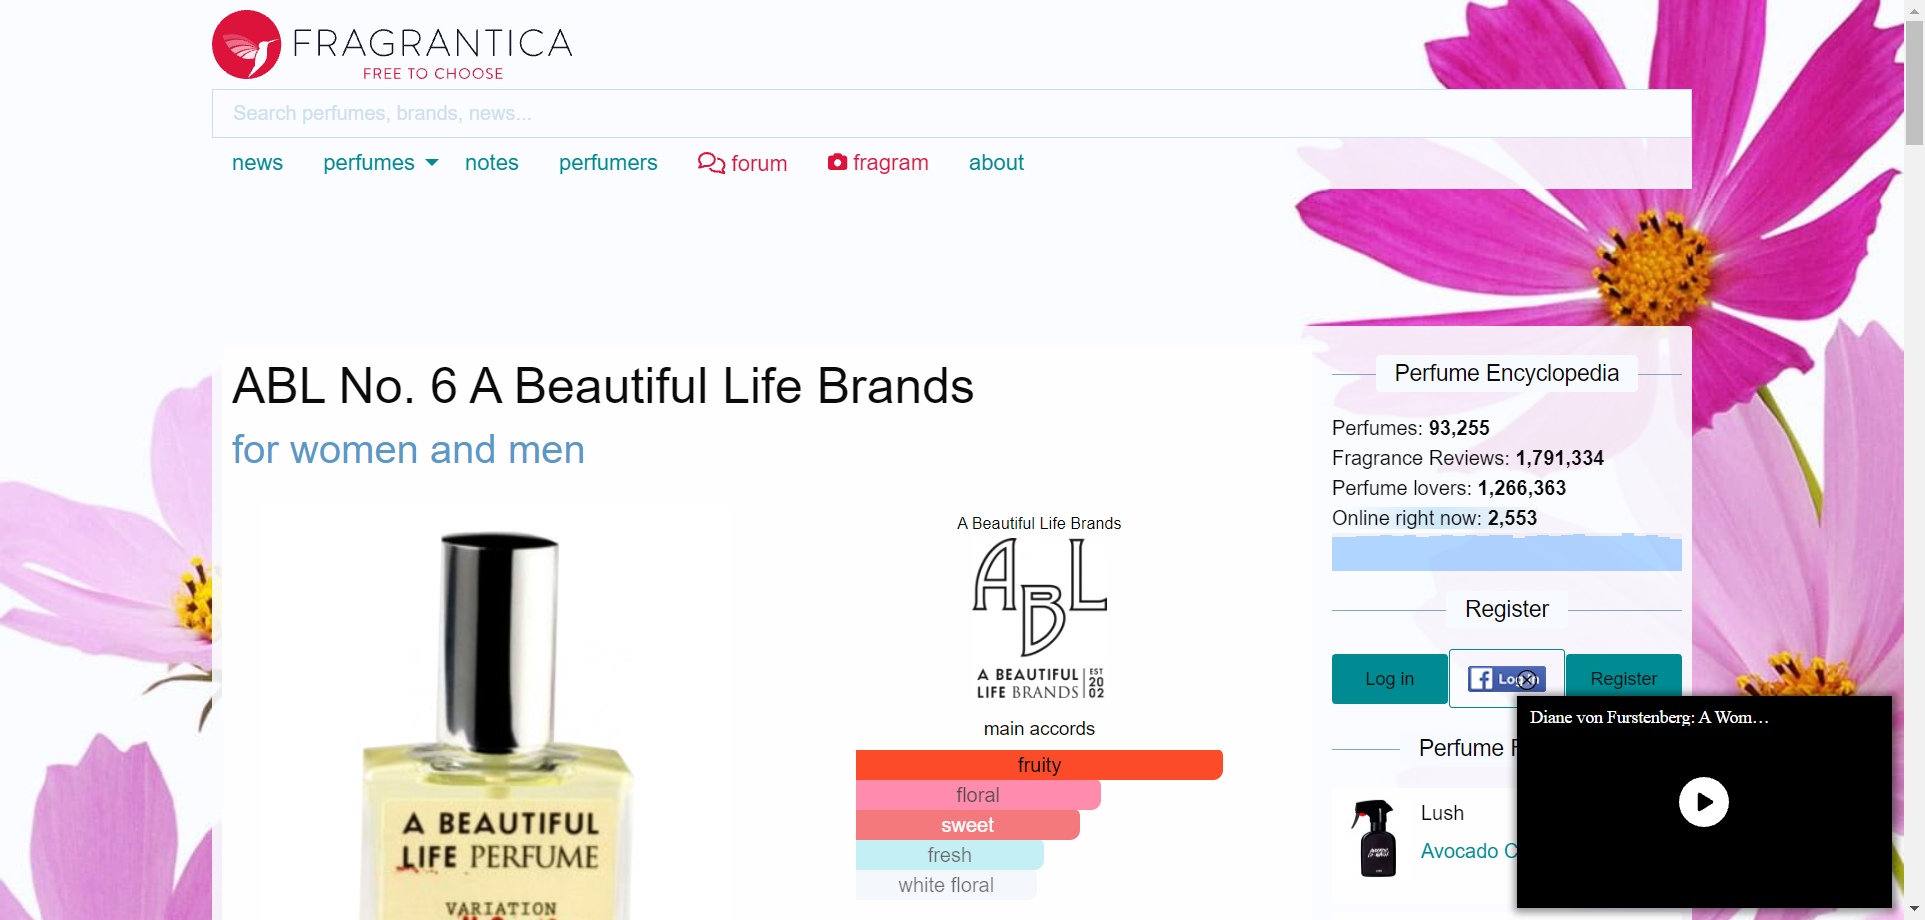 FRAGRANTICA
FREE TO CHOOSE
Search perfumes, brands, news...
news perfumes notes perfumers forum fragram about
ABL No. 6 A Beautiful Life Brands
for women and men
A Beautiful Life Brands
ABL
A BEAUTIFUL
LIFE BRANDS
EST
20
02
main accords
fruity
floral
sweet
fresh
white floral
A BEAUTIFUL
LIFE PERFUME
VARIATION
Perfume Encyclopedia
Perfumes: 93,255
Fragrance Reviews: 1,791,334
Perfume lovers: 1,266,363
Online right now: 2,553
Register
Log in
Log in
Register
Perfume
Lush
Avocado
Diane von Furstenberg: A Wom...